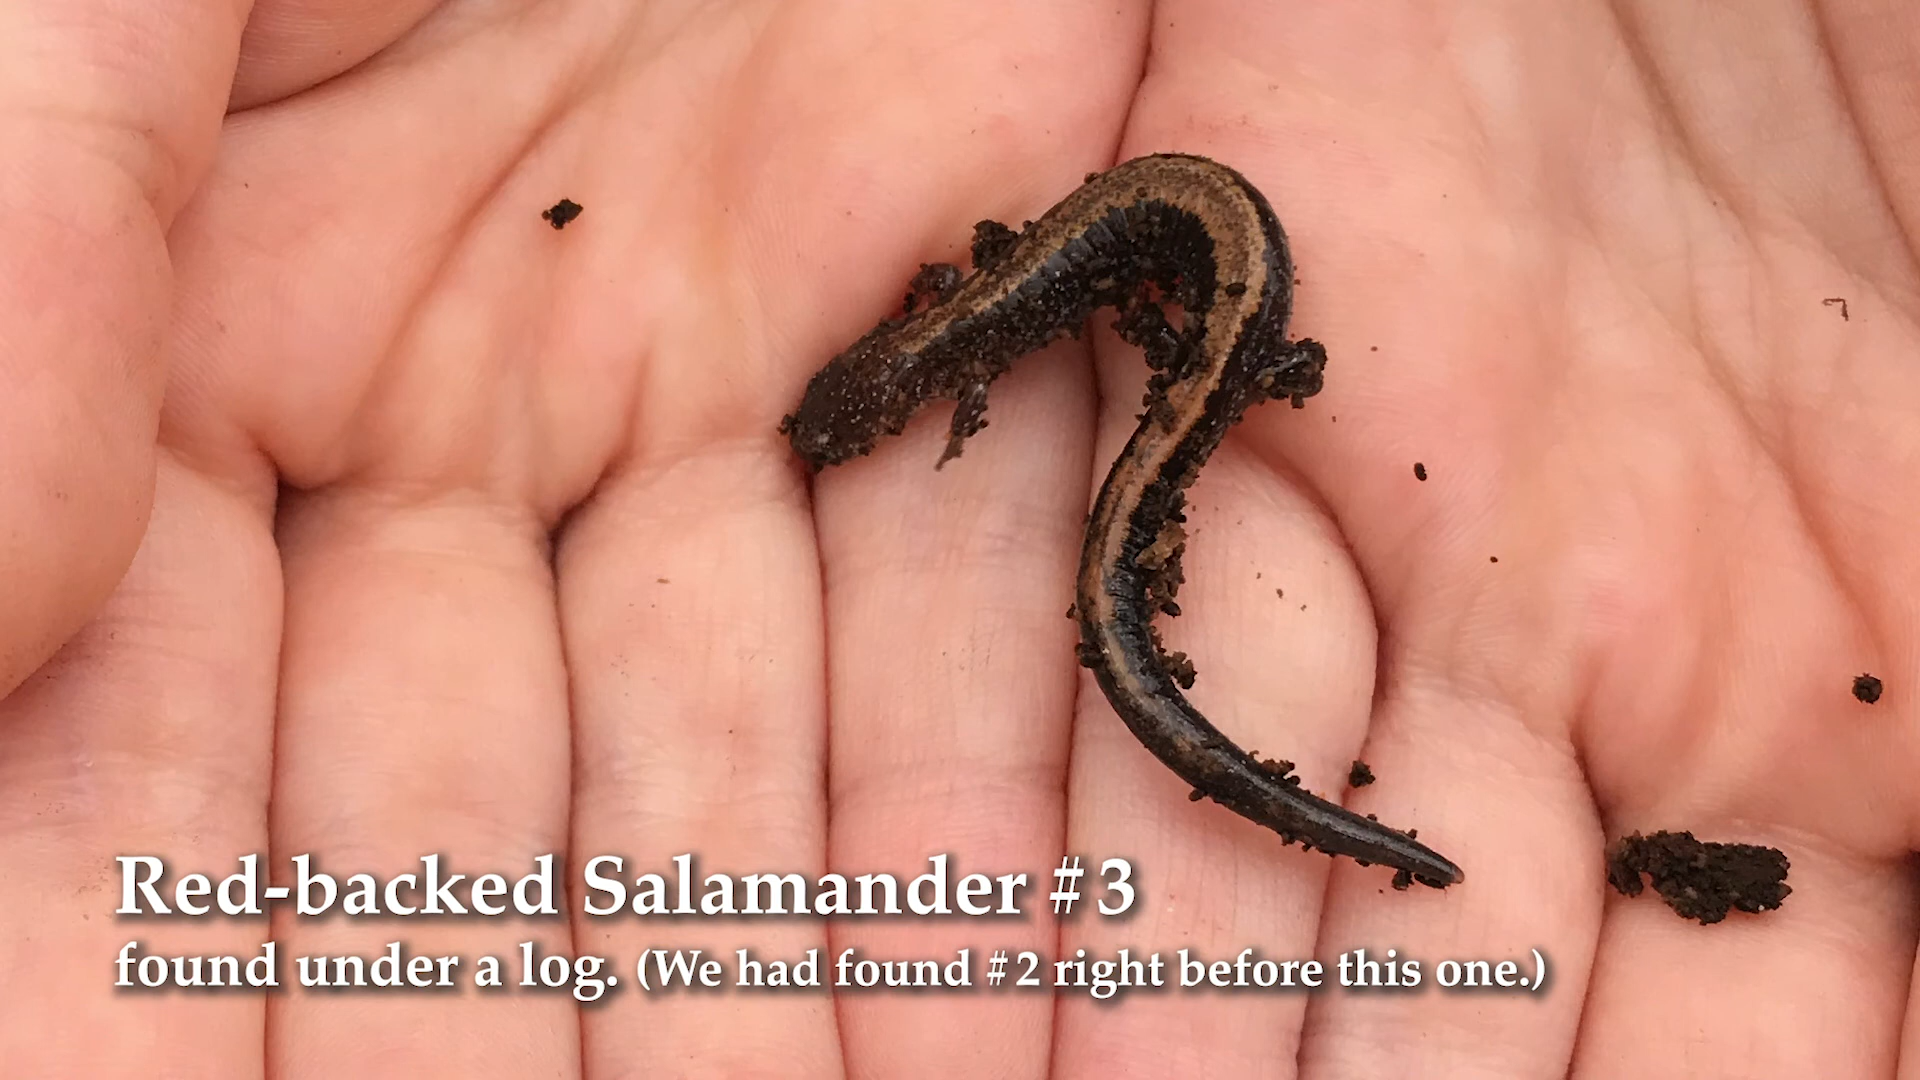 Red-backed Salamander #3
found under a log. (We had found #2 right before this one.)